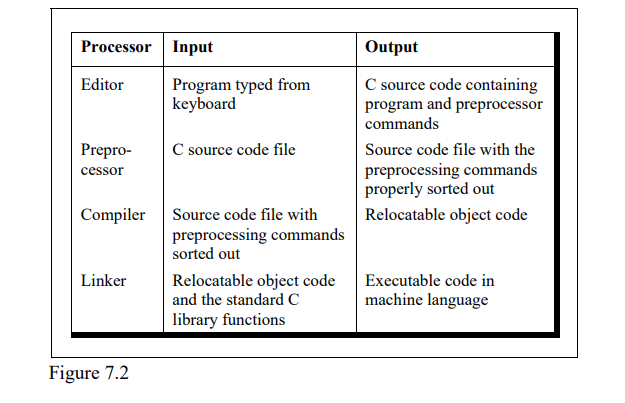 Processor Input Output
Editor Program typed from C source code containing
keyboard program and preprocessor
commands
Prepro- C source code file Source code file with the
cessor preprocessing commands
properly sorted out
Compiler Source code file with Relocatable object code
preprocessing commands
sorted out
Linker Relocatable object code Executable code in
and the standard C machine language
library functions
Figure 7.2